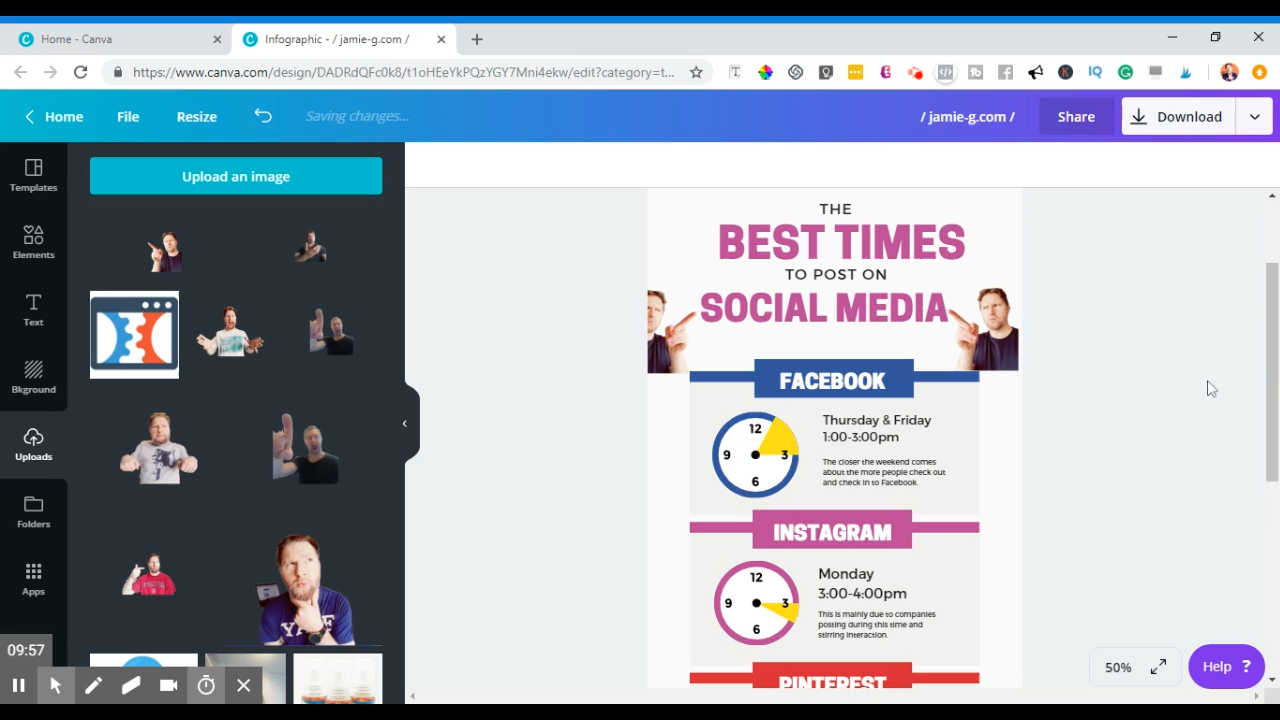 Home - Canva
Infographic - / jamie-g.com /
https://www.canva.com/design/DADRdQFc0k8/t1oHEeYkPQzYGY7Mni4ekw/edit?category=t...
Home
File
Resize
Saving changes...
/ jamie-g.com /
Share
Download
Templates
Elements
Text
Bkground
Uploads
Folders
Apps
Upload an image
YALE
THE
BEST TIMES
TO POST ON
SOCIAL MEDIA
FACEBOOK
12
9
3
6
Thursday & Friday
1:00-3:00pm
The closer the weekend comes
about the more people check out
and check in to Facebook.
INSTAGRAM
12
9
3
6
Monday
3:00-4:00pm
This is mainly due to companies
posting during this time and
stirring interaction.
PINTEREST
09:57
50%
Help ?